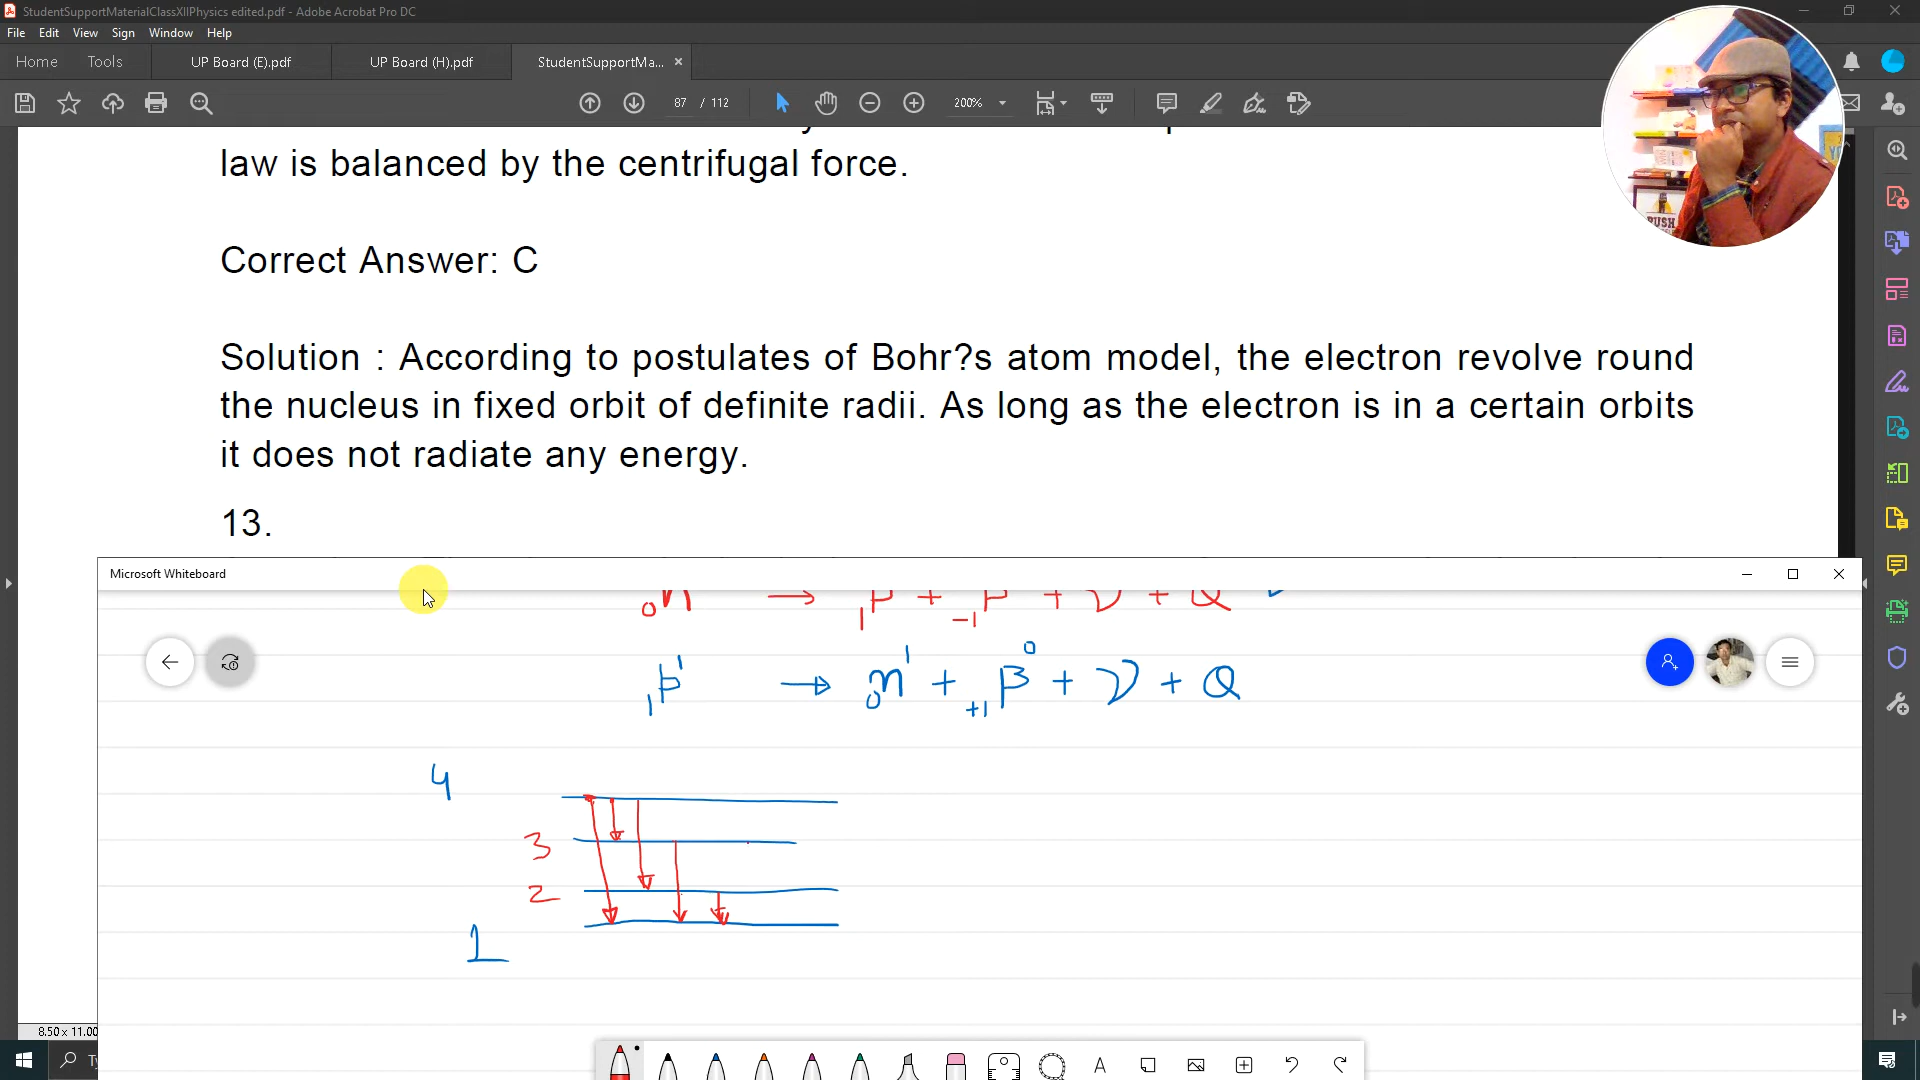 StudentSupportMaterialClassXIIPhysics edited.pdf - Adobe Acrobat Pro DC
File Edit View Sign Window Help
Home Tools UP Board (E).pdf UP Board (H).pdf StudentSupportMa... ×
87 / 112 200%
law is balanced by the centrifugal force.
Correct Answer: C
Solution : According to postulates of Bohr?s atom model, the electron revolve round
the nucleus in fixed orbit of definite radii. As long as the electron is in a certain orbits
it does not radiate any energy.
13.
Microsoft Whiteboard
₀n → ₁p + ₋₁β + ν + Q
₁p¹ → ₀n¹ + ₊₁β⁰ + ν + Q
4
3
2
1
8.50 x 11.00